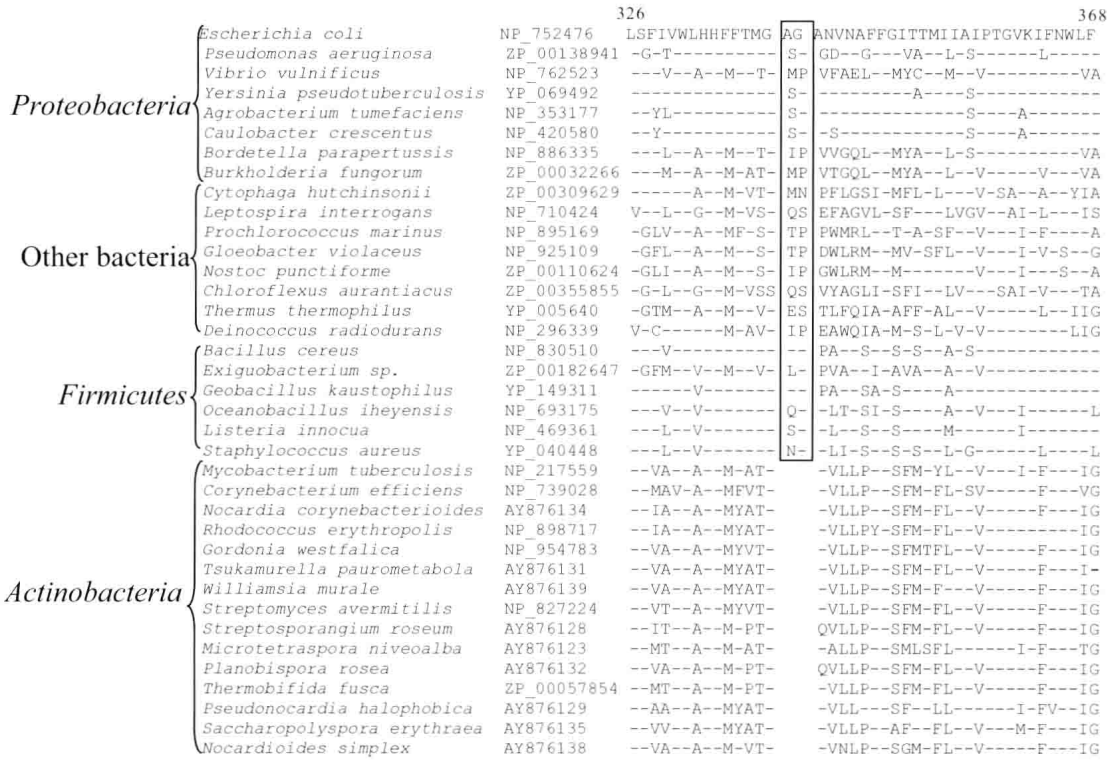 326 368
Escherichia coli NP_752476 LSFIVWLHHFFTMG AG ANVNAFFGITTMIIAIPTGVKIFNWLF
Pseudomonas aeruginosa ZP_00138941 -G-T---------- S- -GD--G---VA--L-S------L----
Vibrio vulnificus NP_762523 ---V--A--M--T- MP VFAEL--MYC--M--V---------VA
Yersinia pseudotuberculosis YP_069492 -------------- S- ---------A----S------------
Proteobacteria Agrobacterium tumefaciens NP_353177 --YL---------- S- --------------S----A-------
Caulobacter crescentus NP_420580 --Y----------- S- -S------------S----A-------
Bordetella parapertussis NP_886335 ---L--A--M--T- IP VVGQL--MYA--L-S----------VA
Burkholderia fungorum ZP_00032266 ---M--A--M-AT- MP VTGQL--MYA--L------V---V-VA
Cytophaga hutchinsonii ZP_00309629 ------A--M-VT- MN PFLGSI-MFL-L---V-SA-A--YIA
Leptospira interrogans NP_710424 V--L--G--M-VS- QS EFAGVL-SF---LVGV--AI-L---IS
Prochlorococcus marinus NP_895169 -GLV--A--MF-S- TP PWMRL--T-A-SF--V---I-F----A
Other bacteria Gloeobacter violaceus NP_925109 -GFL--A--M--S- TP DWLRM--MV-SFL--V---I-V-S--G
Nostoc punctiforme ZP_00110624 -GLI--A--M--S- IP GWLRM--M-------V---I-S----G
Chloroflexus aurantiacus ZP_00355855 -G-L--G--M-VSS QS VYAGLI-SFI--LV---SAI-V---TA
Thermus thermophilus YP_005640 -GTM--A--M--V- ES TLFQIA-AFF-AL--V-----L--IIG
Deinococcus radiodurans NP_296339 V-C------M-AV- IP EAWQIA-M-S-L-V-V--------LIG
Bacillus cereus NP_830510 ---V---------- -- PA--S--S-S--A-S------------
Exiguobacterium sp. ZP_00182647 -GFM--V--M--V- L- PVA--I-AVA--A--V-----------
Firmicutes Geobacillus kaustophilus YP_149311 -----V-------- -- PA--SA-S---A---------------
Oceanobacillus iheyensis NP_693175 ---V-V-------- Q- -LT-SI-S---A--V---I-------L
Listeria innocua NP_469361 ---L-V-------- S- -L--S--S---M------I--------
Staphylococcus aureus YP_040448 ---L-V-------- N- -LI-S--S-S-L-G------L-----L
Mycobacterium tuberculosis NP_217559 --VA--A--M-AT- -VLLP--SFM-YL--V---I-F---IG
Corynebacterium efficiens NP_739028 --MAV-A--MFVT- -VLLP--SFM-FL-SV-----F---VG
Nocardia corynebacterioides AY876134 --IA--A--MYAT- -VLLP--SFM-FL--V-----F---IG
Rhodococcus erythropolis NP_898717 --IA--A--MYAT- -VLLPY-SFM-FL--V---------IG
Gordonia westfalica NP_954783 --VA--A--MYVT- -VLLP--SFMTFL--V-----F---IG
Tsukamurella paurometabola AY876131 --VA--A--MYVT- -VLLP--SFM-FL--V-----F---I-
Actinobacteria Williamsia murale AY876139 --VA--A--MYAT- -VLLP--SFM-F---V-----F---IG
Streptomyces avermitilis NP_827224 --VT--A--MYVT- -VLLP--SFM-FL--V-----F---IG
Streptosporangium roseum AY876128 --IT--A--M-PT- QVLLP--SFM-FL--V-----F---IG
Microtetraspora niveoalba AY876123 --MT--A--M-AT- -ALLP--SMLSFL--V---I-F---TG
Planobispora rosea AY876132 --VA--A--M-PT- QVLLP--SFM-FL--V-----F---IG
Thermobifida fusca ZP_00057854 --MT--A--M-PT- -VLLP--SFM-FL--V-----F---IG
Pseudonocardia halophobica AY876129 --AA--A--MYAT- -VLL---SF-LL--------I-FV--IG
Saccharopolyspora erythraea AY876135 --VV--A--MYAT- -VLLP--AF--FL--V---M-F---IG
Nocardioides simplex AY876138 --VA--A--M-VT- -VNLP--SGM-FL--V-----F---IG